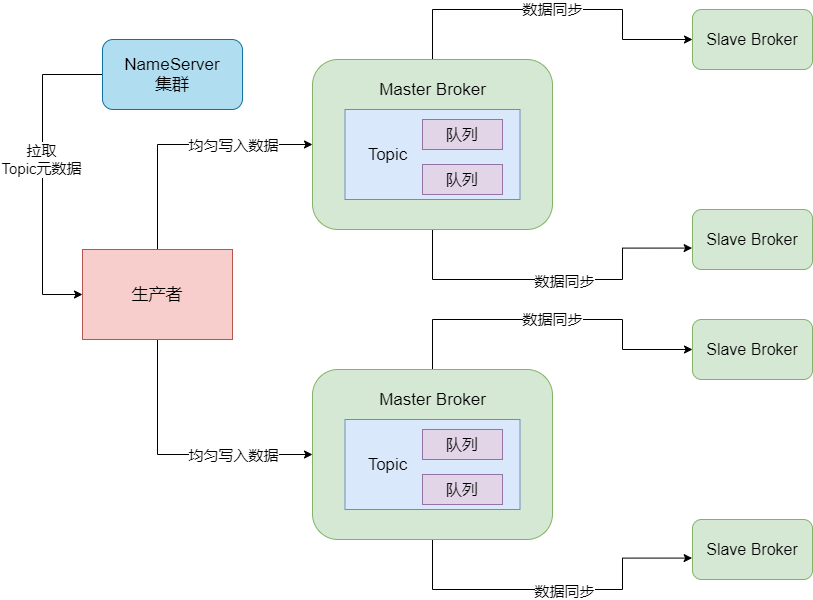 数据同步
Slave Broker
NameServer
集群
Master Broker
拉取
Topic元数据
均匀写入数据
Topic
队列
队列
Slave Broker
数据同步
生产者
数据同步
Slave Broker
Master Broker
均匀写入数据
Topic
队列
队列
Slave Broker
数据同步